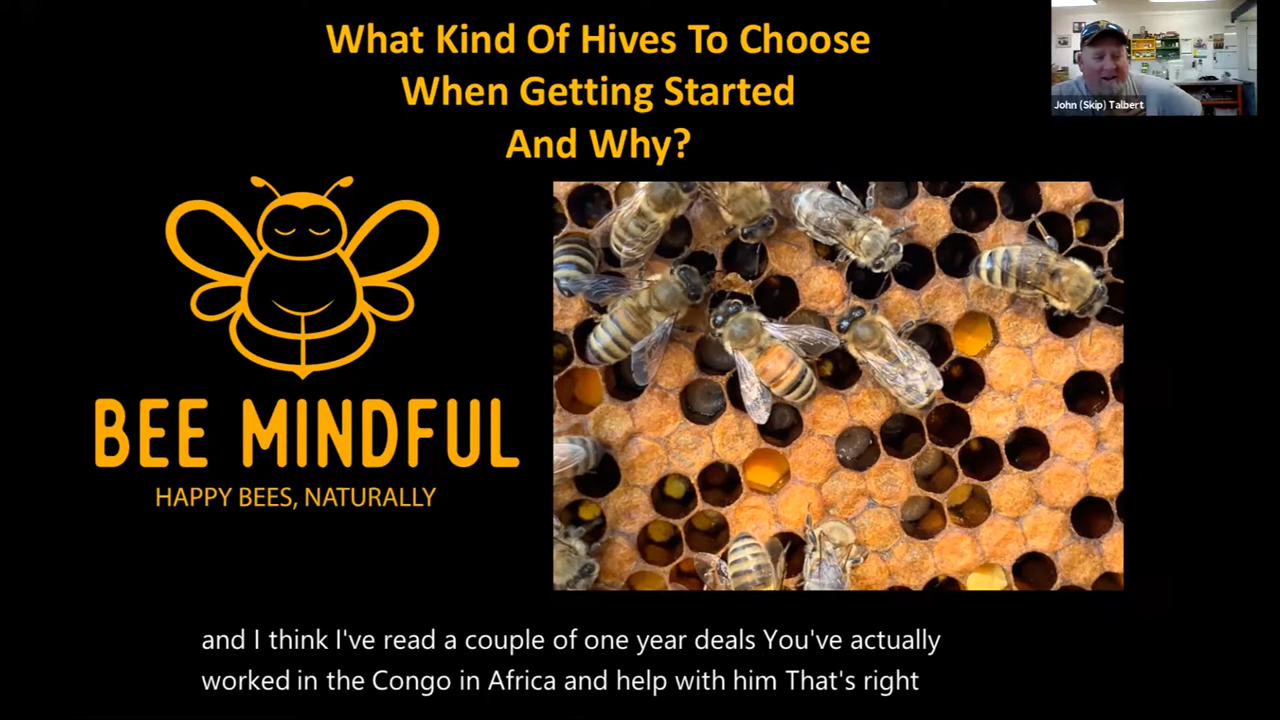 What Kind Of Hives To Choose
When Getting Started
And Why?
John (Skip) Talbert
BEE MINDFUL
HAPPY BEES, NATURALLY
and I think I've read a couple of one year deals You've actually
worked in the Congo in Africa and help with him That's right